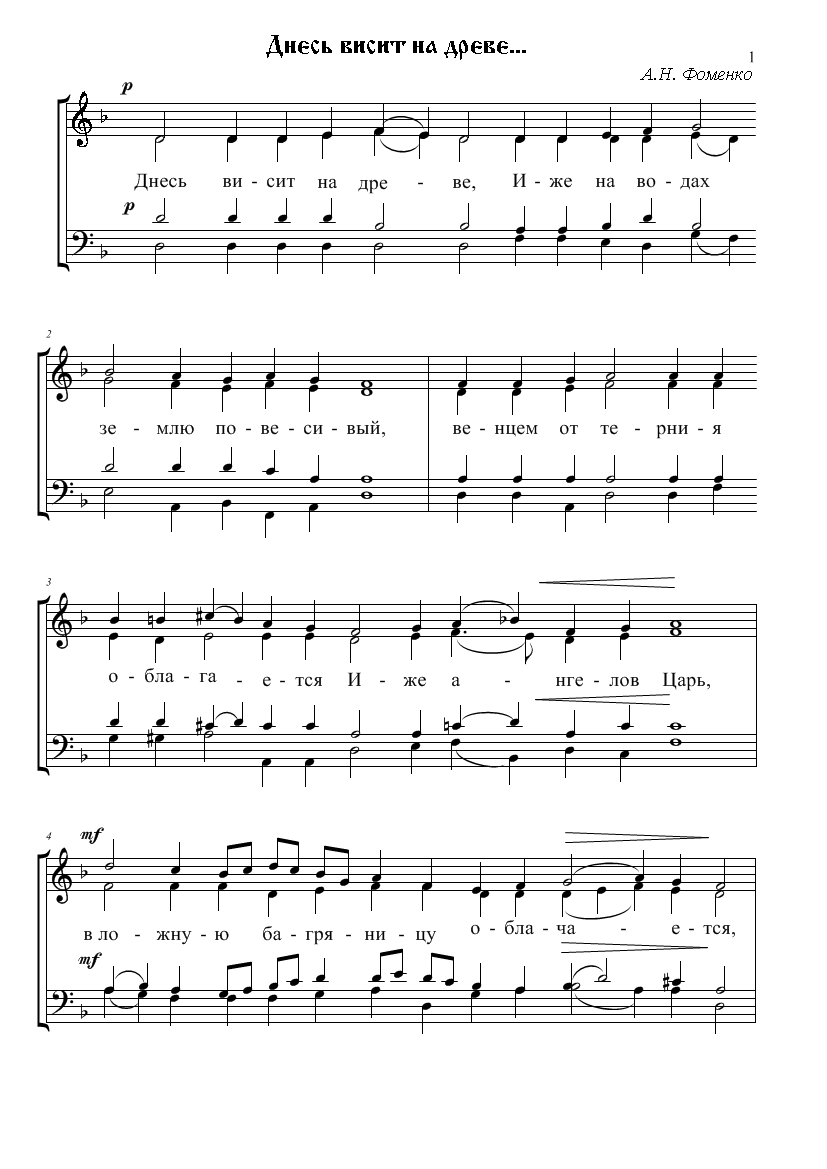 Днесь висит на древе...
1
А.Н. Фоменко
p
Днесь ви - сит на дре - ве, И - же на во - дах
p
2
зе - млю по - ве - си - вый, ве - нцем от те - рни - я
3
о - бла - га - е - тся И - же а - нге - лов Царь,
4
mf
в ло - жну - ю ба - гря - ни - цу о - бла - ча - е - тся,
mf